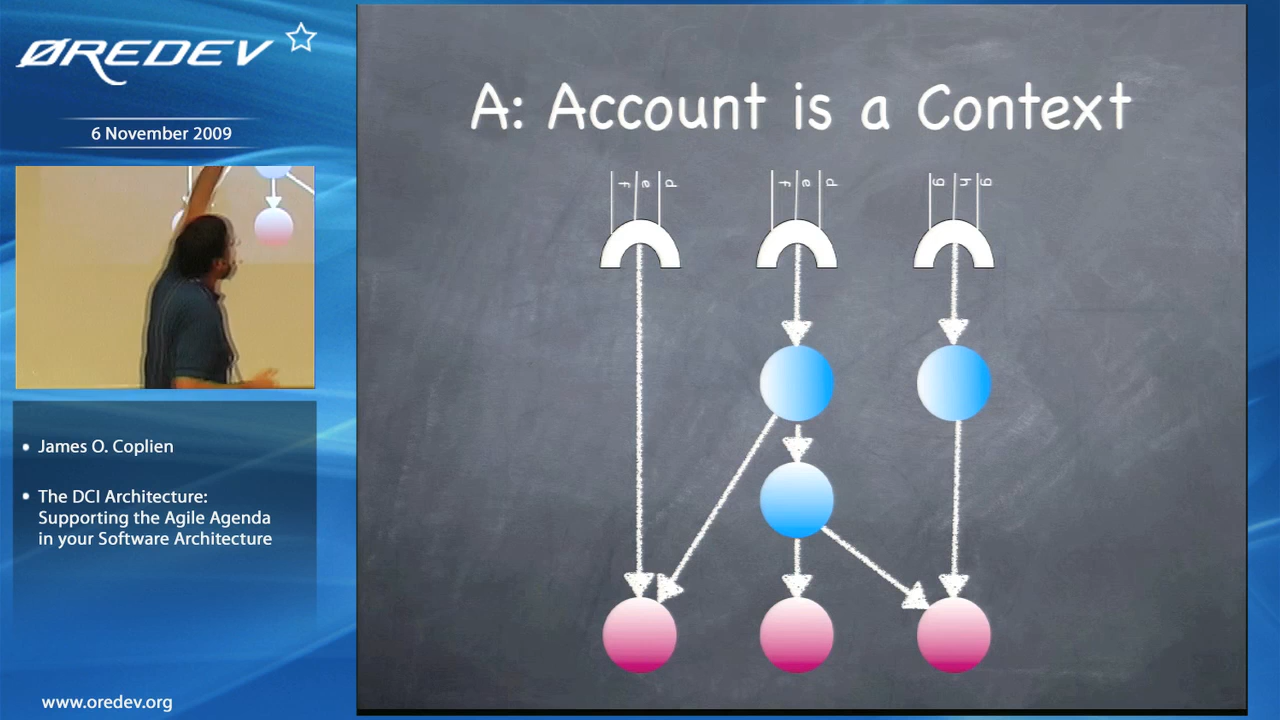 ØREDEV
6 November 2009
James O. Coplien
The DCI Architecture:
Supporting the Agile Agenda
in your Software Architecture
www.oredev.org
A: Account is a Context
f e d
f e d
g h g